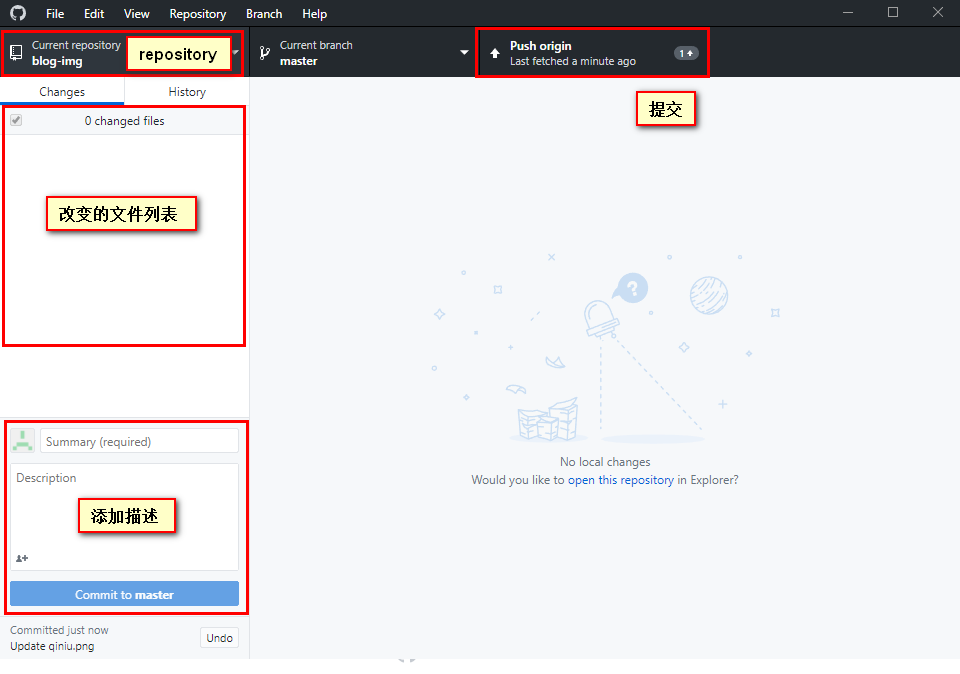 File Edit View Repository Branch Help
Current repository
blog-img
repository
Current branch
master
Push origin
Last fetched a minute ago
1
提交
Changes
History
0 changed files
改变的文件列表
?
No local changes
Would you like to open this repository in Explorer?
Summary (required)
Description
添加描述
Commit to master
Committed just now
Update qiniu.png
Undo